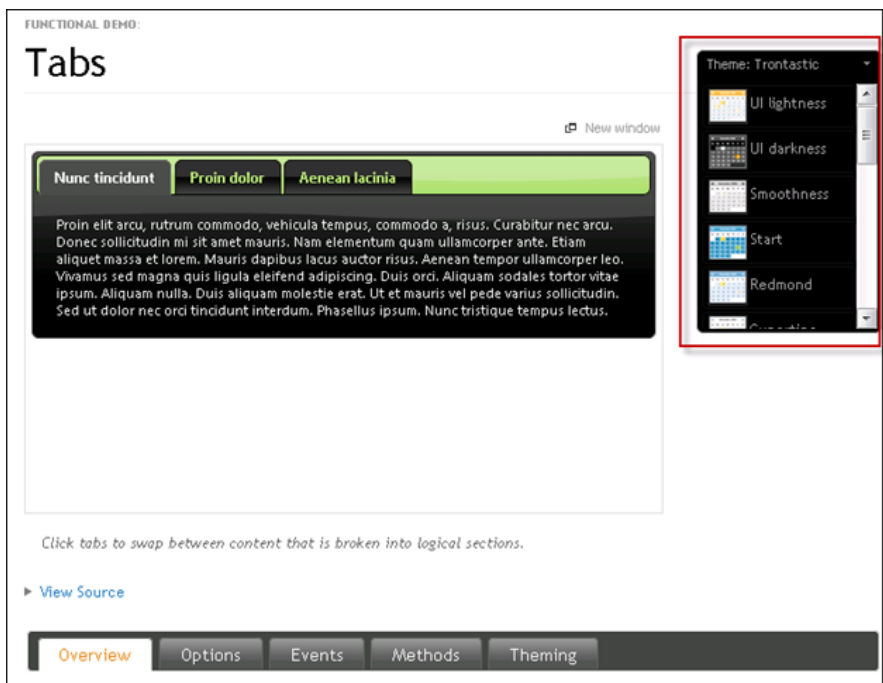 FUNCTIONAL DEMO:
Tabs
New window
Nunc tincidunt Proin dolor Aenean lacinia
Proin elit arcu, rutrum commodo, vehicula tempus, commodo a, risus. Curabitur nec arcu.
Donec sollicitudin mi sit amet mauris. Nam elementum quam ullamcorper ante. Etiam
aliquet massa et lorem. Mauris dapibus lacus auctor risus. Aenean tempor ullamcorper leo.
Vivamus sed magna quis ligula eleifend adipiscing. Duis orci. Aliquam sodales tortor vitae
ipsum. Aliquam nulla. Duis aliquam molestie erat. Ut et mauris vel pede varius sollicitudin.
Sed ut dolor nec orci tincidunt interdum. Phasellus ipsum. Nunc tristique tempus lectus.
Click tabs to swap between content that is broken into logical sections.
View Source
Overview Options Events Methods Theming
Theme: Trontastic
UI lightness
UI darkness
Smoothness
Start
Redmond